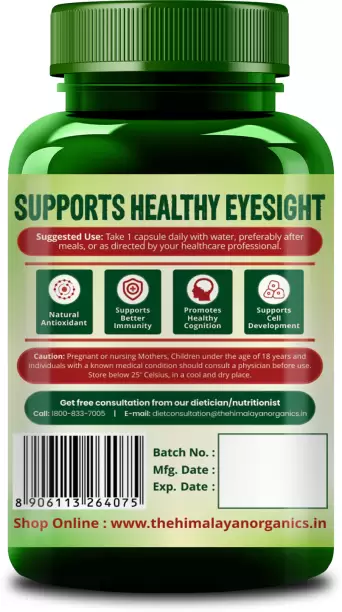 SUPPORTS HEALTHY EYESIGHT
Suggested Use: Take 1 capsule daily with water, preferably after
meals, or as directed by your healthcare professional.
Natural
Antioxidant
Supports
Better
Immunity
Promotes
Healthy
Cognition
Supports
Cell
Development
Caution: Pregnant or nursing Mothers, Children under the age of 18 years and
individuals with a known medical condition should consult a physician before use.
Store below 25° Celsius, in a cool and dry place.
Get free consultation from our dietician/nutritionist
Call: 1800-833-7005 | E-mail: dietconsultation@thehimalayanorganics.in
Batch No. :
Mfg. Date :
Exp. Date :
8 906113 264075
Shop Online : www.thehimalayanorganics.in